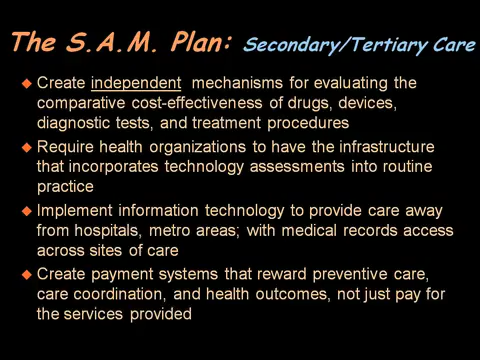 The S.A.M. Plan: Secondary/Tertiary Care
Create independent mechanisms for evaluating the
comparative cost-effectiveness of drugs, devices,
diagnostic tests, and treatment procedures
Require health organizations to have the infrastructure
that incorporates technology assessments into routine
practice
Implement information technology to provide care away
from hospitals, metro areas; with medical records access
across sites of care
Create payment systems that reward preventive care,
care coordination, and health outcomes, not just pay for
the services provided